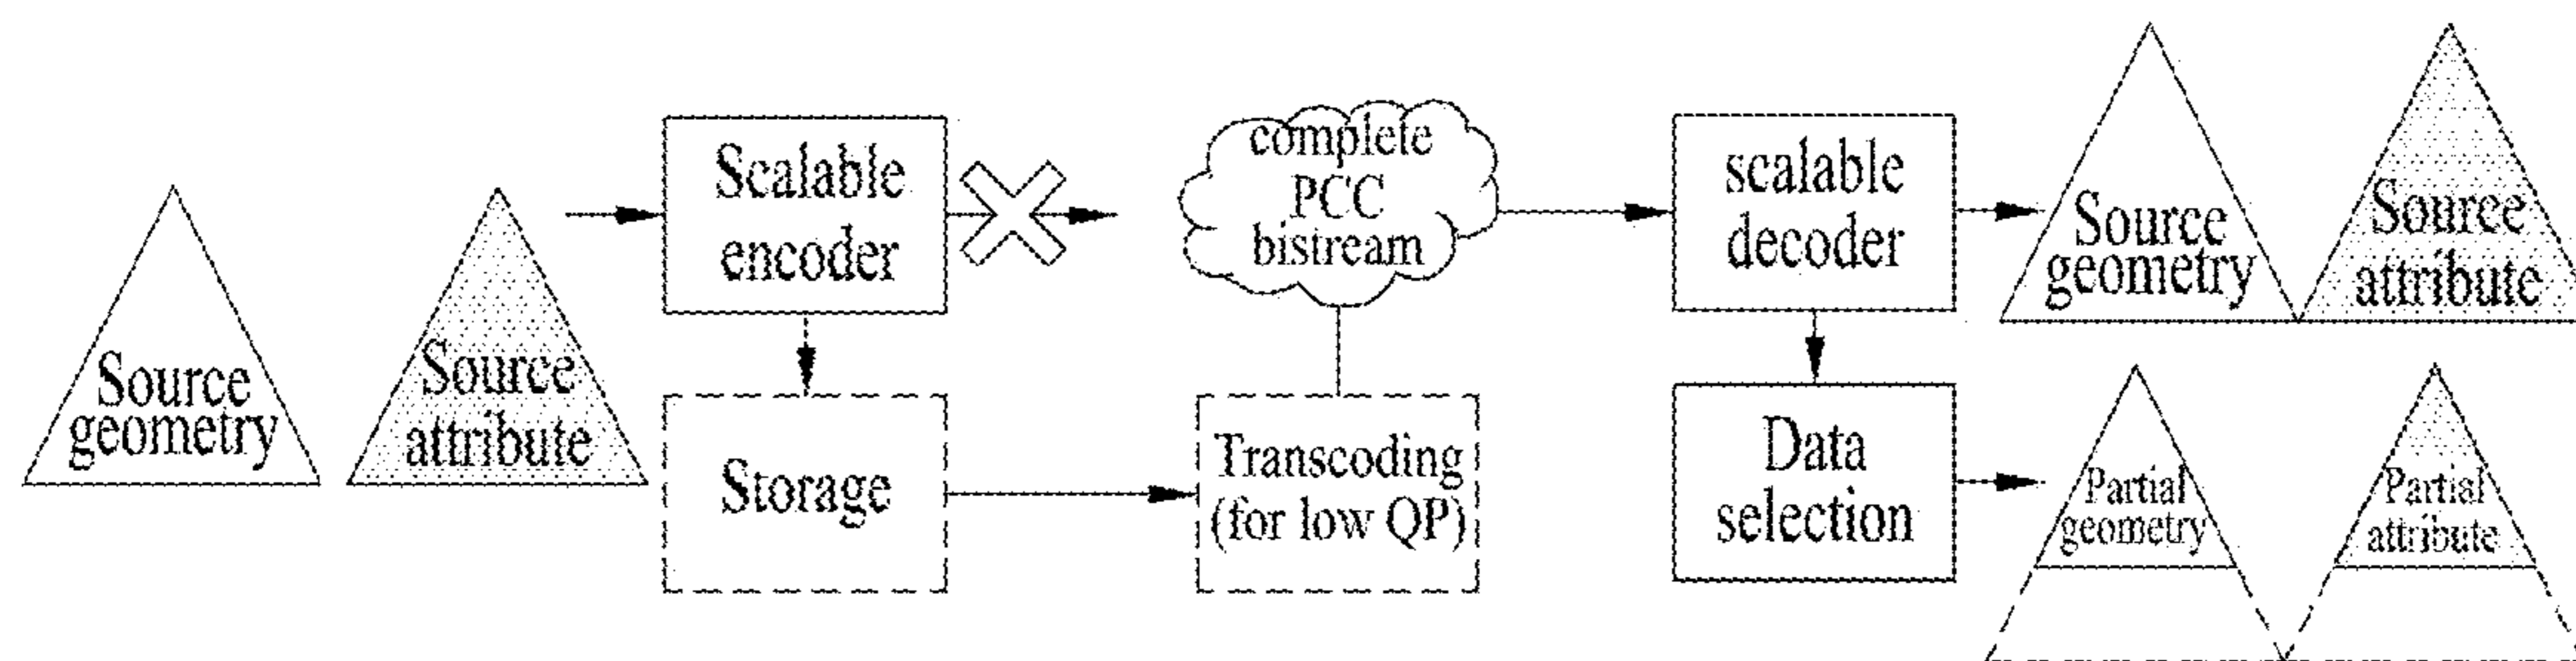 Source
geometry
Source
attribute
Scalable
encoder
Storage
complete
PCC
bistream
Transcoding
(for low QP)
scalable
decoder
Data
selection
Source
geometry
Source
attribute
Partial
geometry
Partial
attribute